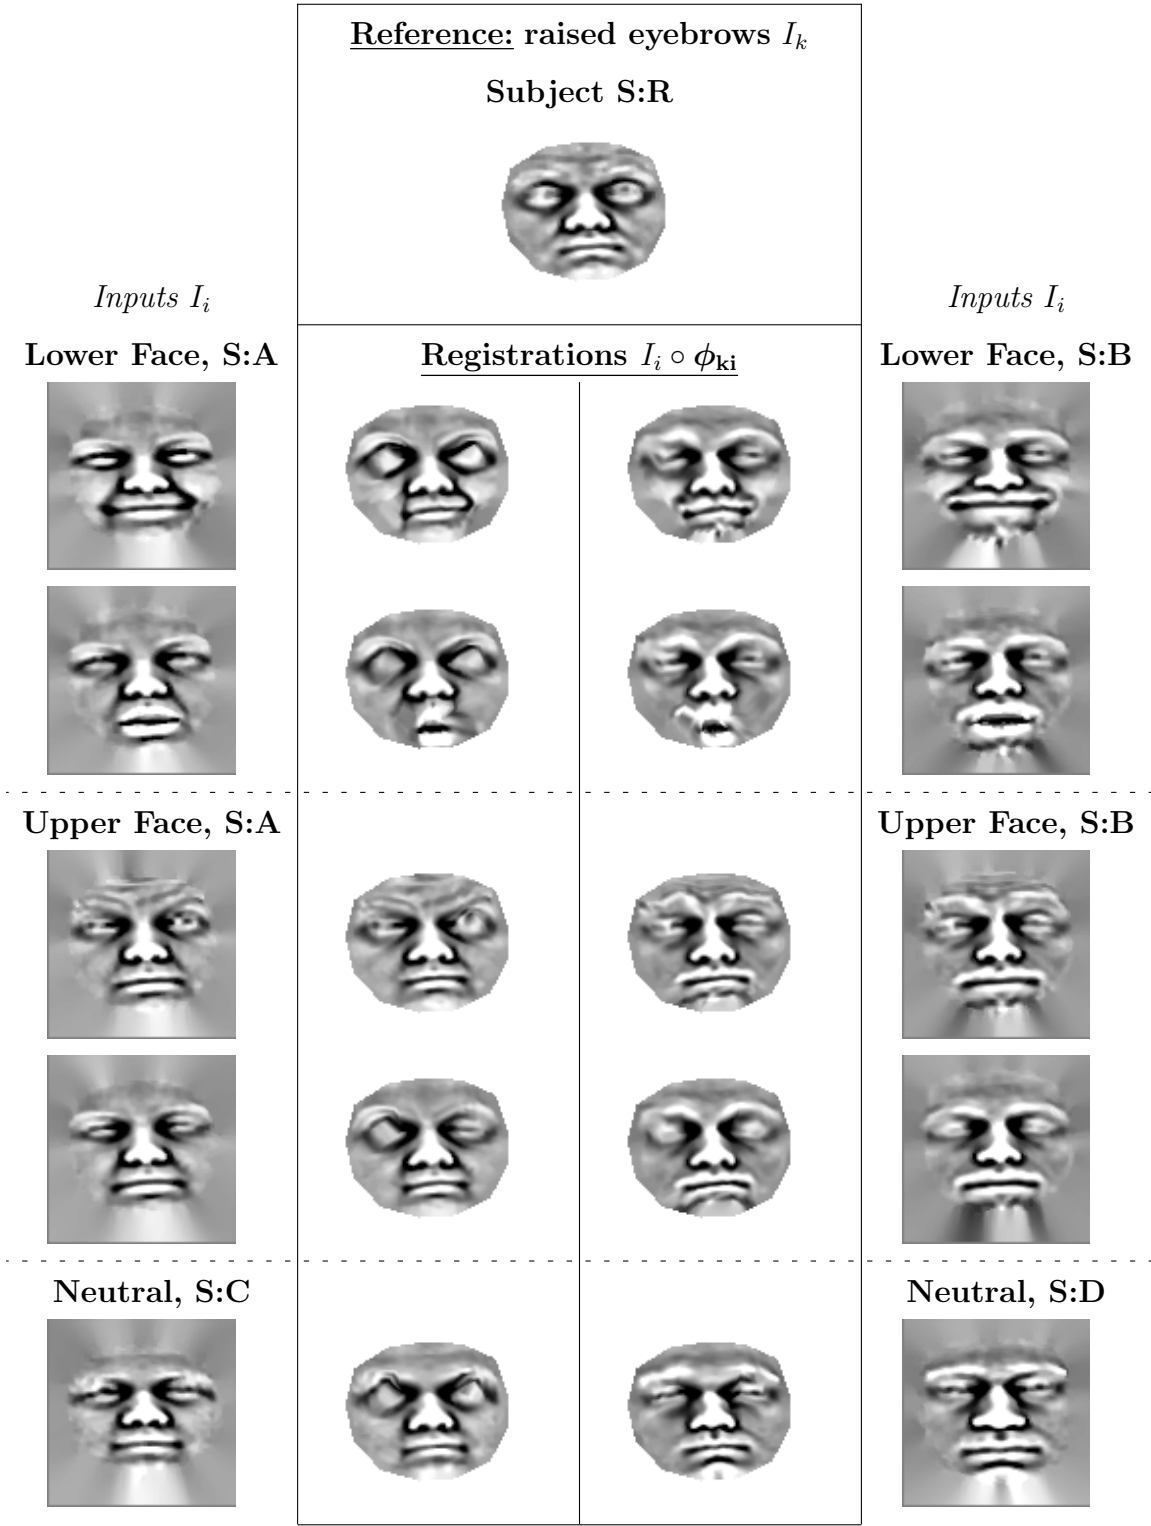 Reference: raised eyebrows I_k
Subject S:R
Inputs I_i
Inputs I_i
Lower Face, S:A
Registrations I_i ∘ ϕ_ki
Lower Face, S:B
Upper Face, S:A
Upper Face, S:B
Neutral, S:C
Neutral, S:D